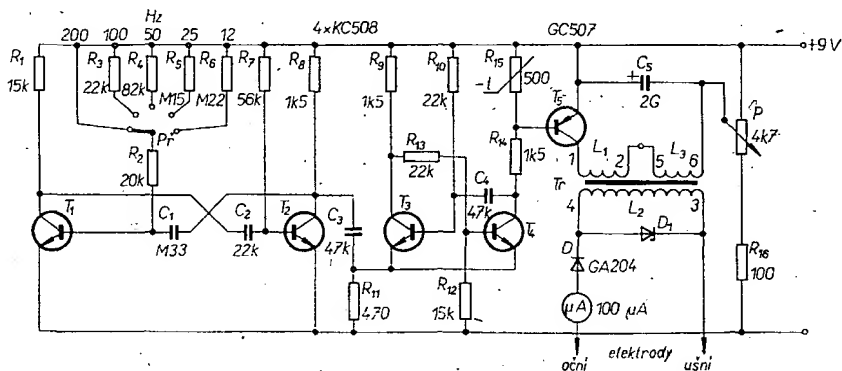 Hz
200 100 50 25 12
4×KC508
GC507
+9V
R1
15k
R3
22k
R4
82k
R5
M15
R6
M22
R7
56k
R8
1k5
R9
1k5
R10
22k
R15
500
-t
T5
C5
+
2G
P
4k7
Př
R2
20k
R13
22k
R14
1k5
1
L1
2
5
L3
6
Tr
4
L2
3
T1
C1
M33
C2
22k
T2
C3
47k
T3
C4
47k
T4
D1
D
GA204
R16
100
R11
470
R12
15k
μA
100 μA
oční
elektrody
ušní